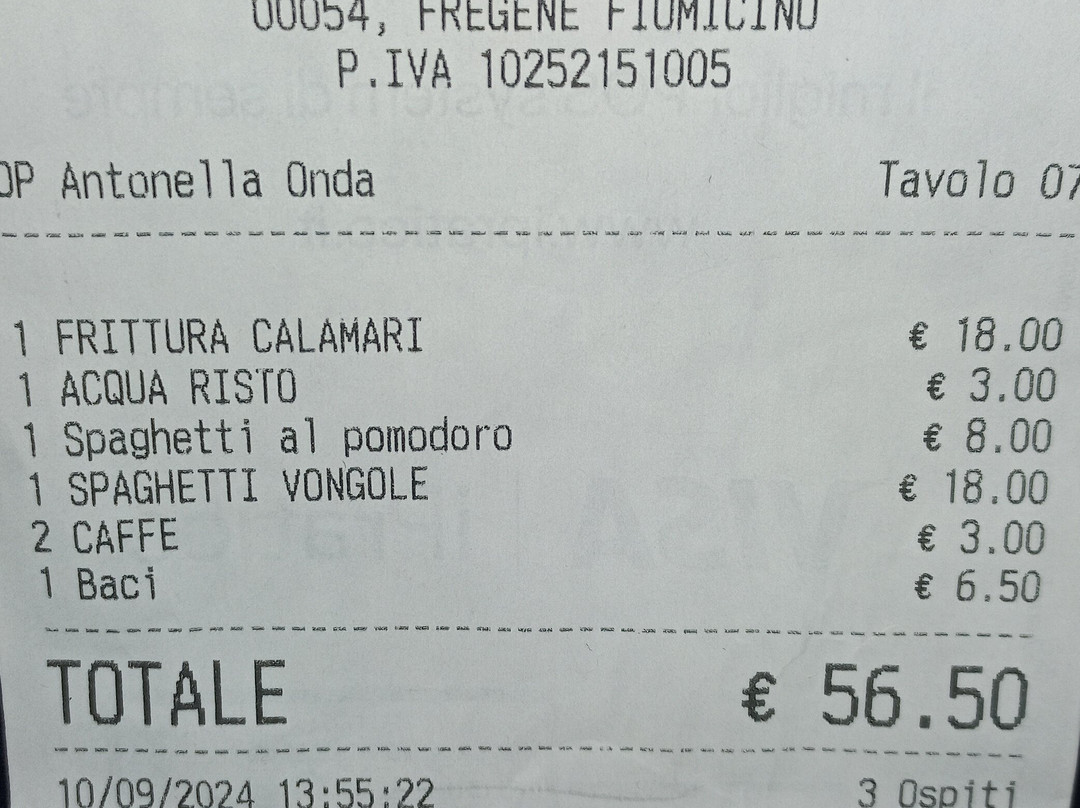 00054, FREGENE FIUMICINO
P.IVA 10252151005
OP Antonella Onda Tavolo 07
1 FRITTURA CALAMARI € 18.00
1 ACQUA RISTO € 3.00
1 Spaghetti al pomodoro € 8.00
1 SPAGHETTI VONGOLE € 18.00
2 CAFFE € 3.00
1 Baci € 6.50
TOTALE € 56.50
10/09/2024 13:55:22 3 Ospiti